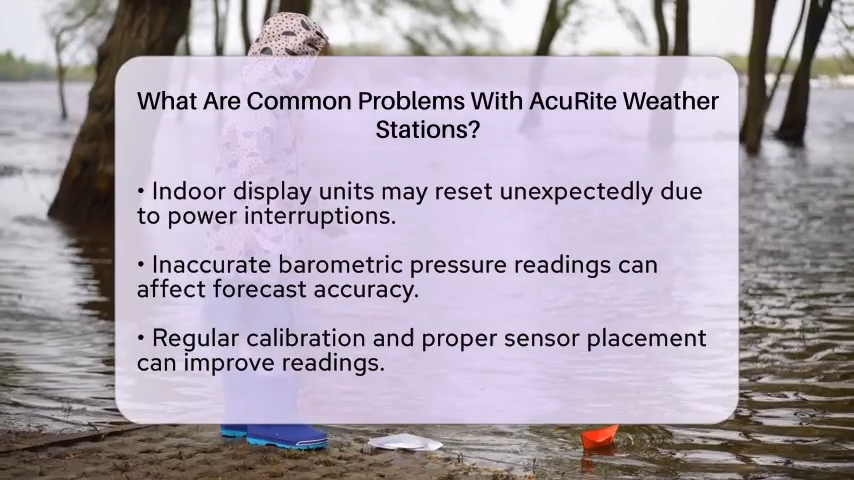 What Are Common Problems With AcuRite Weather
Stations?
• Indoor display units may reset unexpectedly due
to power interruptions.
• Inaccurate barometric pressure readings can
affect forecast accuracy.
• Regular calibration and proper sensor placement
can improve readings.